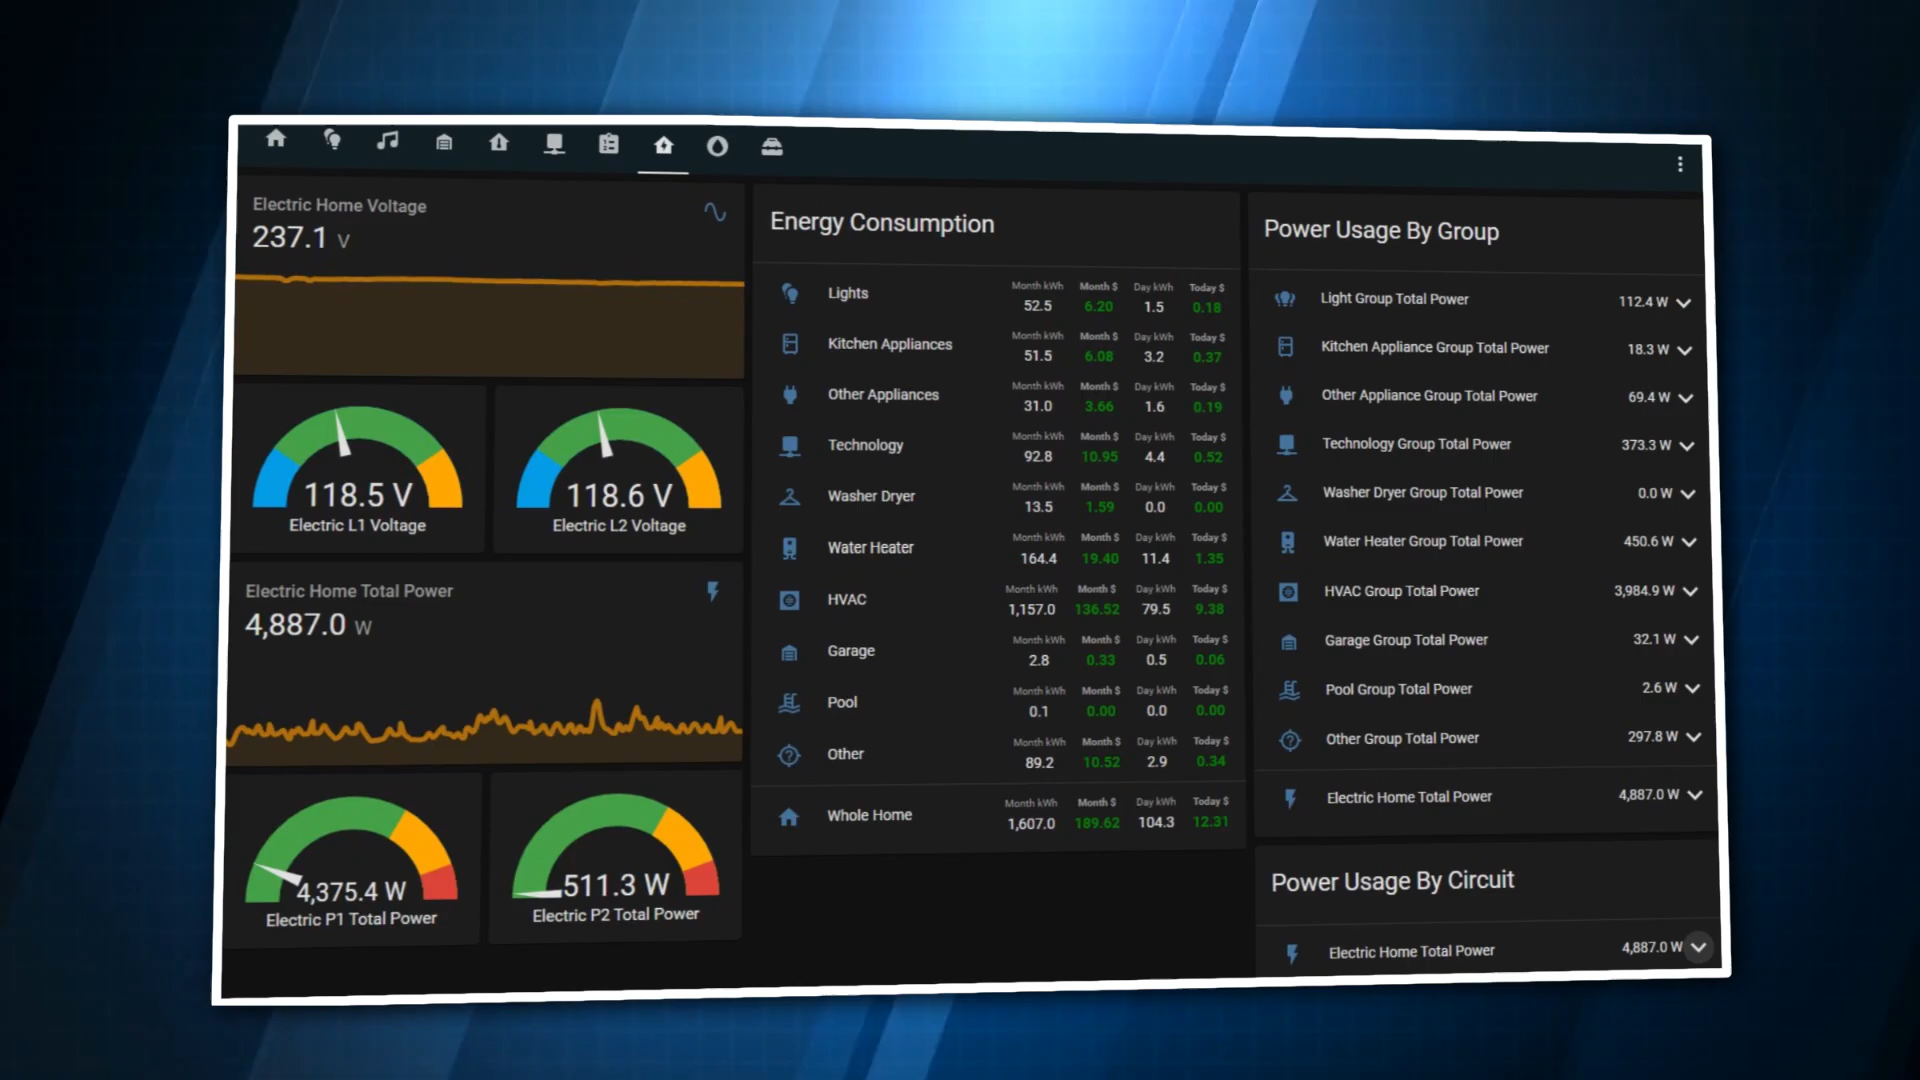 Electric Home Voltage
237.1 V
118.5 V
Electric L1 Voltage
118.6 V
Electric L2 Voltage
Electric Home Total Power
4,887.0 W
4,375.4 W
Electric P1 Total Power
511.3 W
Electric P2 Total Power
Energy Consumption
Month kWh Month $ Day kWh Today $
Lights 52.5 6.20 1.5 0.18
Month kWh Month $ Day kWh Today $
Kitchen Appliances 51.5 6.08 3.2 0.37
Month kWh Month $ Day kWh Today $
Other Appliances 31.0 3.66 1.6 0.19
Month kWh Month $ Day kWh Today $
Technology 92.8 10.95 4.4 0.52
Month kWh Month $ Day kWh Today $
Washer Dryer 13.5 1.59 0.0 0.00
Month kWh Month $ Day kWh Today $
Water Heater 164.4 19.40 11.4 1.35
Month kWh Month $ Day kWh Today $
HVAC 1,157.0 136.52 79.5 9.38
Month kWh Month $ Day kWh Today $
Garage 2.8 0.33 0.5 0.06
Month kWh Month $ Day kWh Today $
Pool 0.1 0.00 0.0 0.00
Month kWh Month $ Day kWh Today $
Other 89.2 10.52 2.9 0.34
Month kWh Month $ Day kWh Today $
Whole Home 1,607.0 189.62 104.3 12.31
Power Usage By Group
Light Group Total Power 112.4 W
Kitchen Appliance Group Total Power 18.3 W
Other Appliance Group Total Power 69.4 W
Technology Group Total Power 373.3 W
Washer Dryer Group Total Power 0.0 W
Water Heater Group Total Power 450.6 W
HVAC Group Total Power 3,984.9 W
Garage Group Total Power 32.1 W
Pool Group Total Power 2.6 W
Other Group Total Power 297.8 W
Electric Home Total Power 4,887.0 W
Power Usage By Circuit
Electric Home Total Power 4,887.0 W